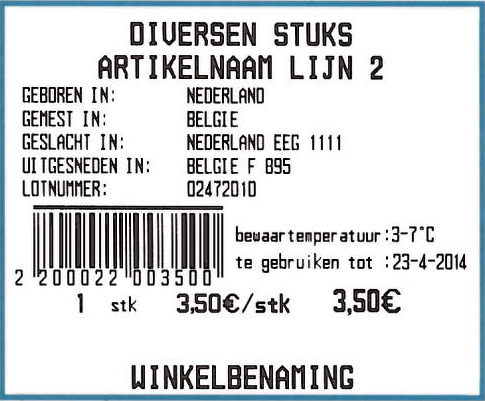 DIVERSEN STUKS
ARTIKELNAAM LIJN 2
GEBOREN IN: NEDERLAND
GEMEST IN: BELGIE
GESLACHT IN: NEDERLAND EEG 1111
UITGESNEDEN IN: BELGIE F 895
LOTNUMMER: 02472010
bewaartemperatuur:3-7°C
te gebruiken tot :23-4-2014
2 200022 003500
1 stk 3,50€/stk 3,50€
WINKELBENAMING